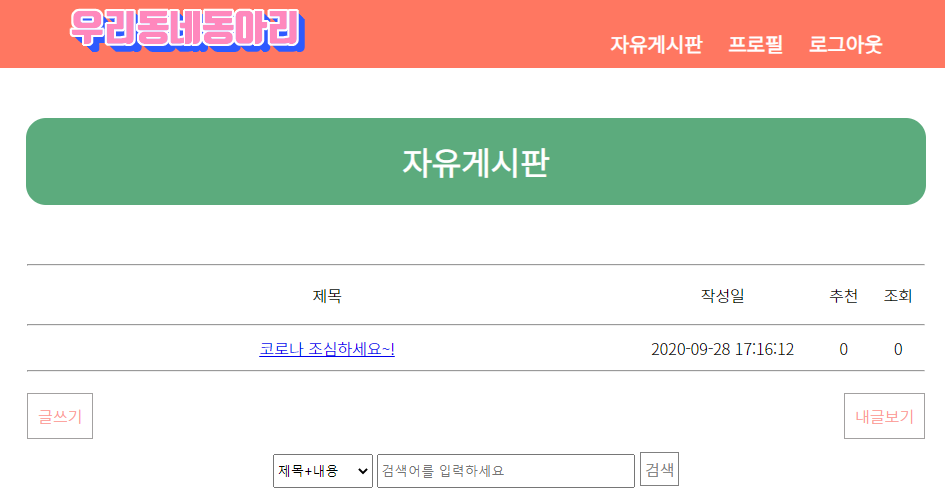 우리동네동아리
자유게시판 프로필 로그아웃
자유게시판
제목 작성일 추천 조회
코로나 조심하세요~! 2020-09-28 17:16:12 0 0
글쓰기 내글보기
제목+내용 검색어를 입력하세요 검색